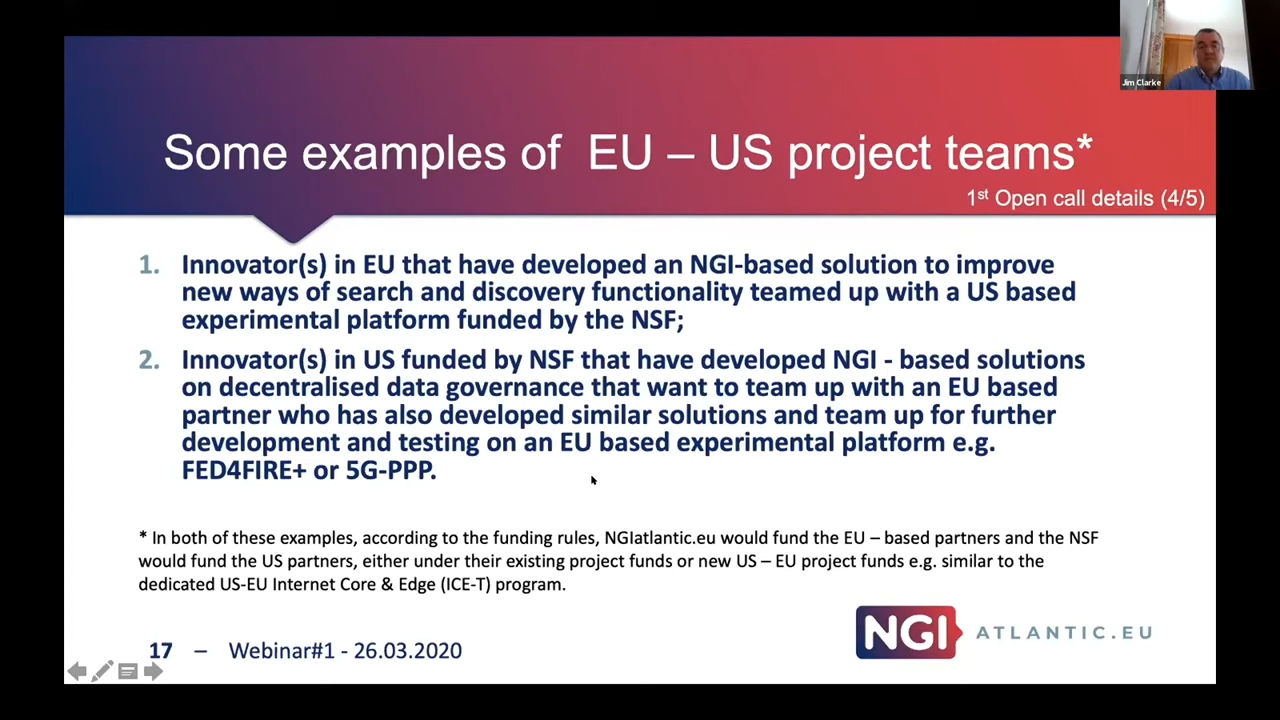 Jim Clarke
Some examples of EU – US project teams*
1st Open call details (4/5)
1. Innovator(s) in EU that have developed an NGI-based solution to improve
new ways of search and discovery functionality teamed up with a US based
experimental platform funded by the NSF;
2. Innovator(s) in US funded by NSF that have developed NGI - based solutions
on decentralised data governance that want to team up with an EU based
partner who has also developed similar solutions and team up for further
development and testing on an EU based experimental platform e.g.
FED4FIRE+ or 5G-PPP.
* In both of these examples, according to the funding rules, NGIatlantic.eu would fund the EU – based partners and the NSF
would fund the US partners, either under their existing project funds or new US – EU project funds e.g. similar to the
dedicated US-EU Internet Core & Edge (ICE-T) program.
NGI ATLANTIC.EU
17 – Webinar#1 - 26.03.2020